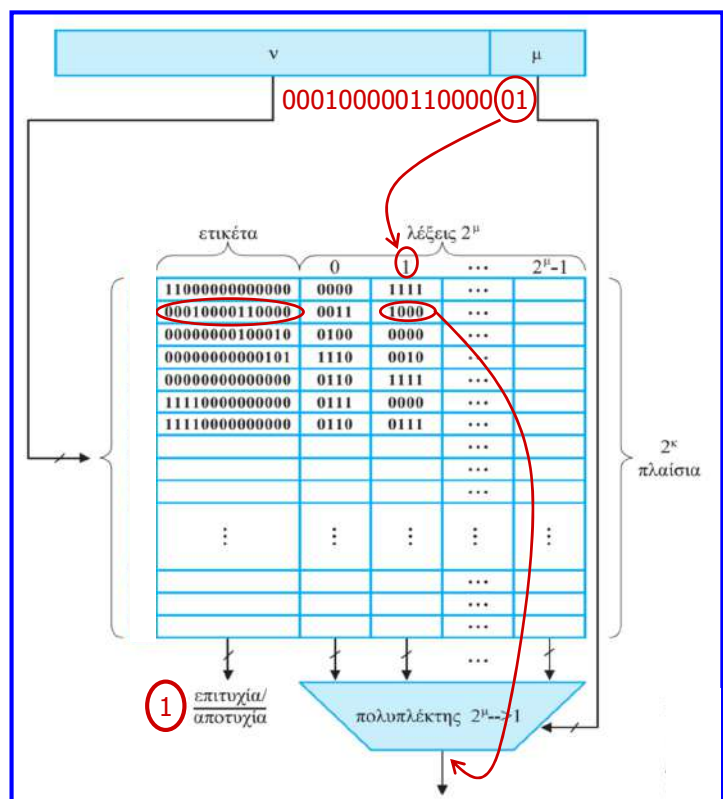 ν μ
000100000110000 01
ετικέτα λέξεις 2^μ
0 1 ... 2^μ-1
11000000000000 0000 1111 ...
00010000110000 0011 1000 ...
00000000100010 0100 0000 ...
00000000000101 1110 0010 ...
00000000000000 0110 1111 ...
11110000000000 0111 0000 ...
11110000000000 0110 0111 ...
...
...
...
⋮ ⋮ ⋮ ⋮ ⋮
...
...
...
2^κ
πλαίσια
...
1 επιτυχία/
αποτυχία
πολυπλέκτης 2^μ-->1